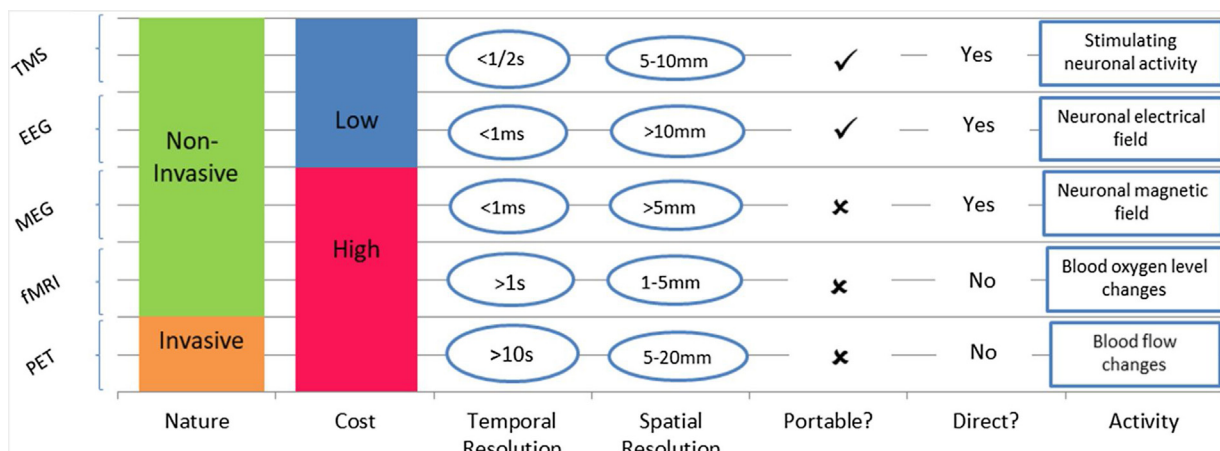 TMS
<1/2s
5-10mm
✓
Yes
Stimulating
neuronal activity
EEG
Non-
Invasive
Low
<1ms
>10mm
✓
Yes
Neuronal electrical
field
MEG
<1ms
>5mm
✘
Yes
Neuronal magnetic
field
fMRI
High
>1s
1-5mm
✘
No
Blood oxygen level
changes
PET
Invasive
>10s
5-20mm
✘
No
Blood flow
changes
Nature
Cost
Temporal
Resolution
Spatial
Resolution
Portable?
Direct?
Activity